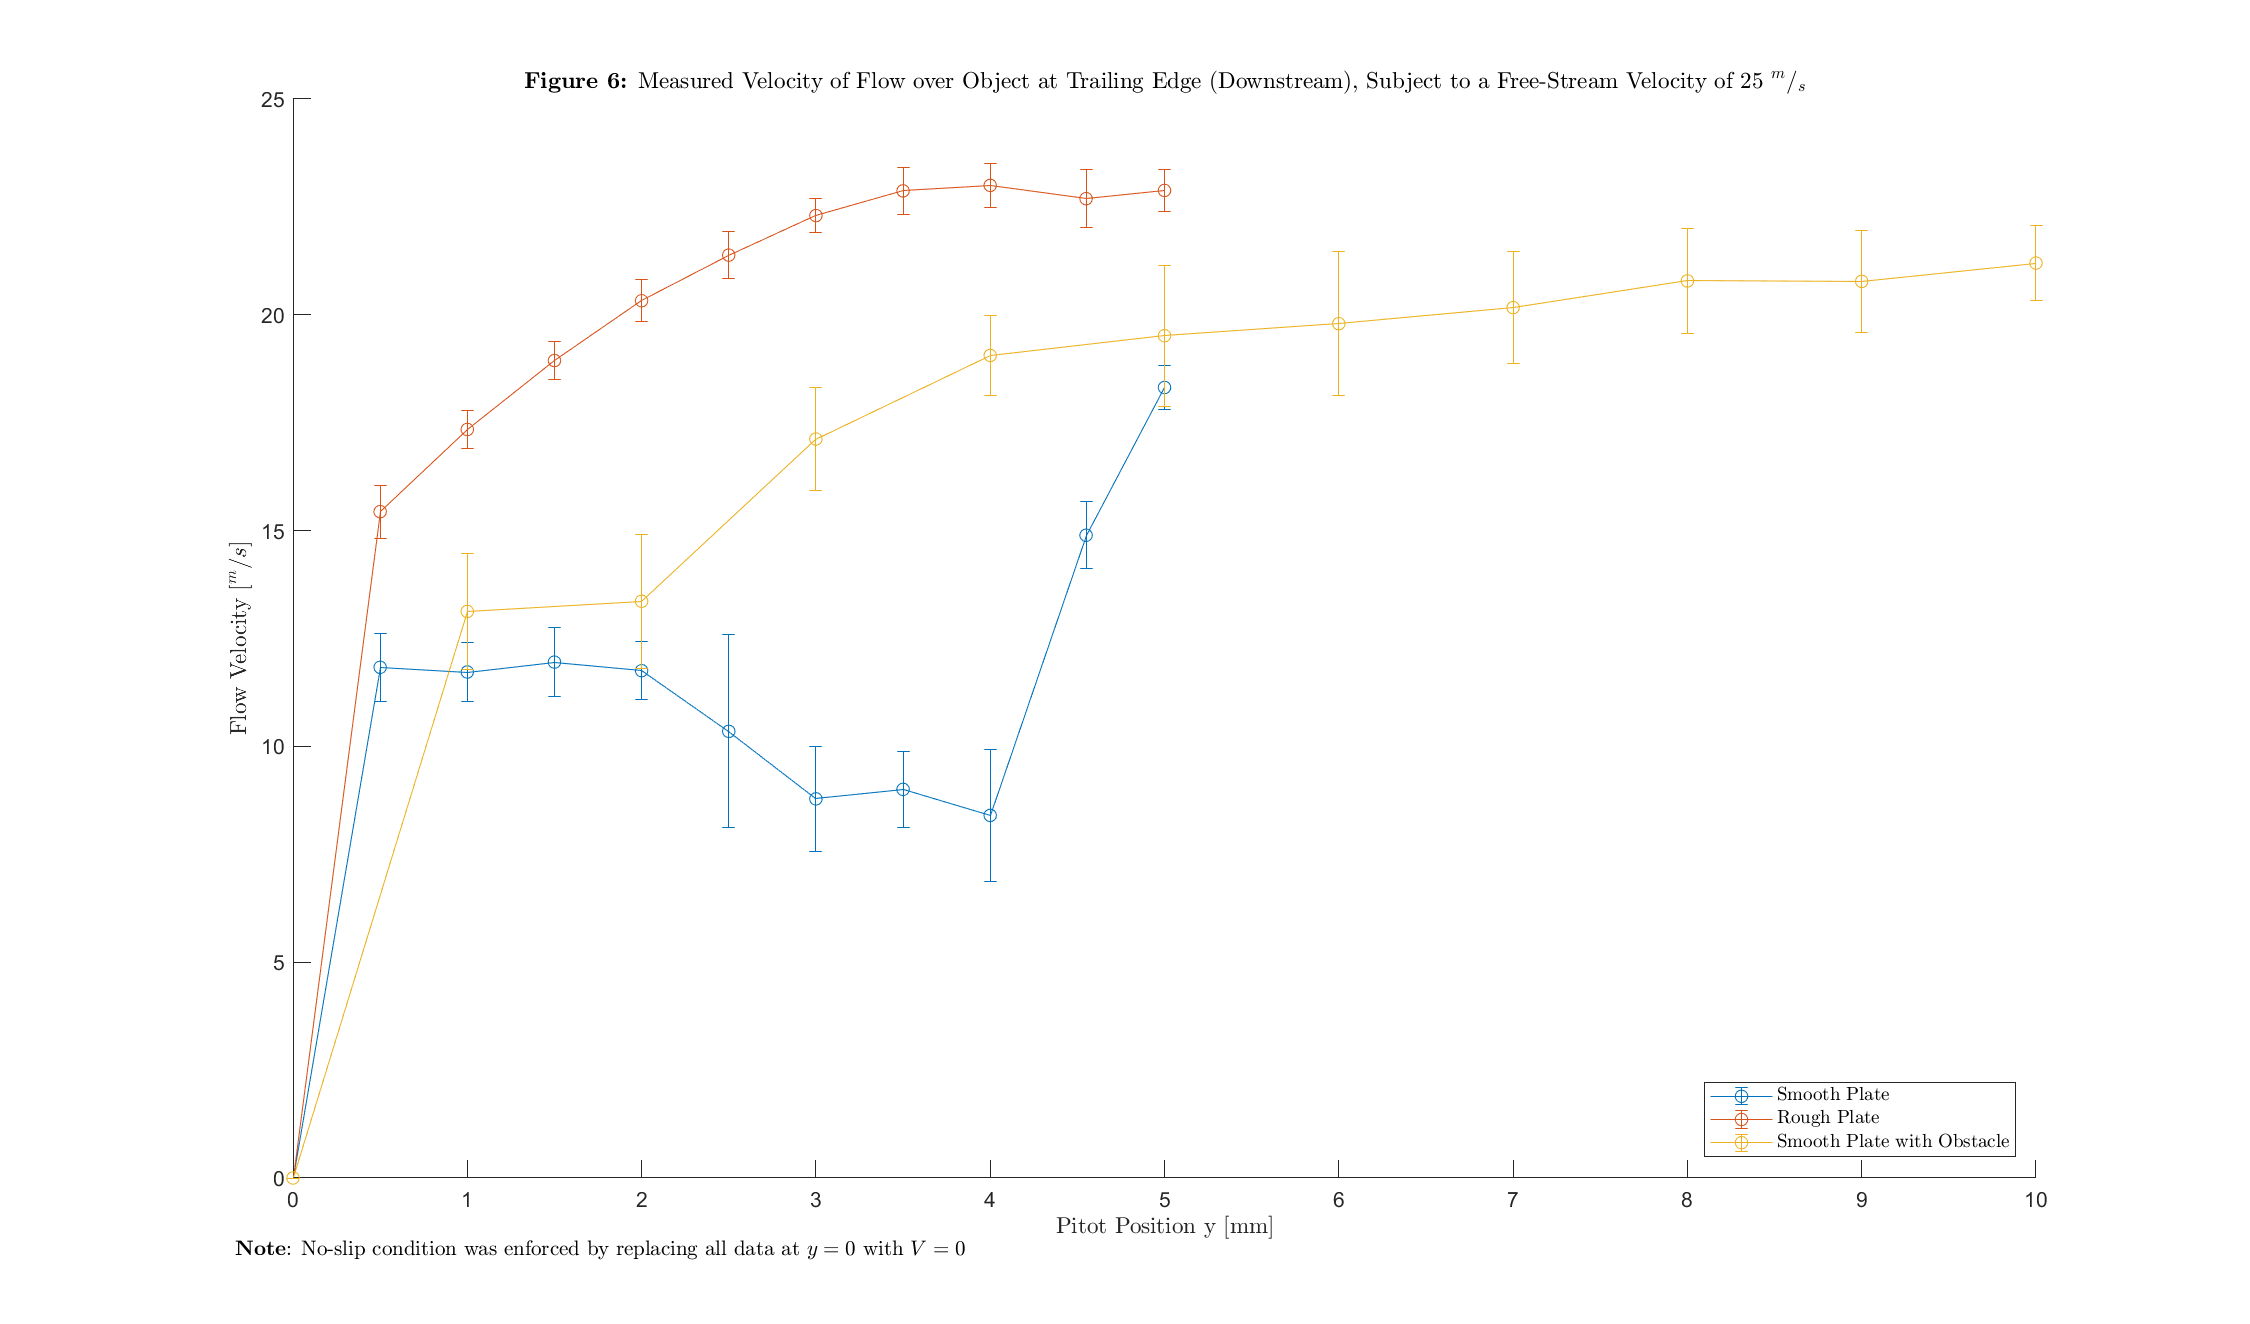 Figure 6: Measured Velocity of Flow over Object at Trailing Edge (Downstream), Subject to a Free-Stream Velocity of 25 m/s
25
20
15
10
5
0
Flow Velocity [m/s]
0 1 2 3 4 5 6 7 8 9 10
Pitot Position y [mm]
Smooth Plate
Rough Plate
Smooth Plate with Obstacle
Note: No-slip condition was enforced by replacing all data at y = 0 with V = 0